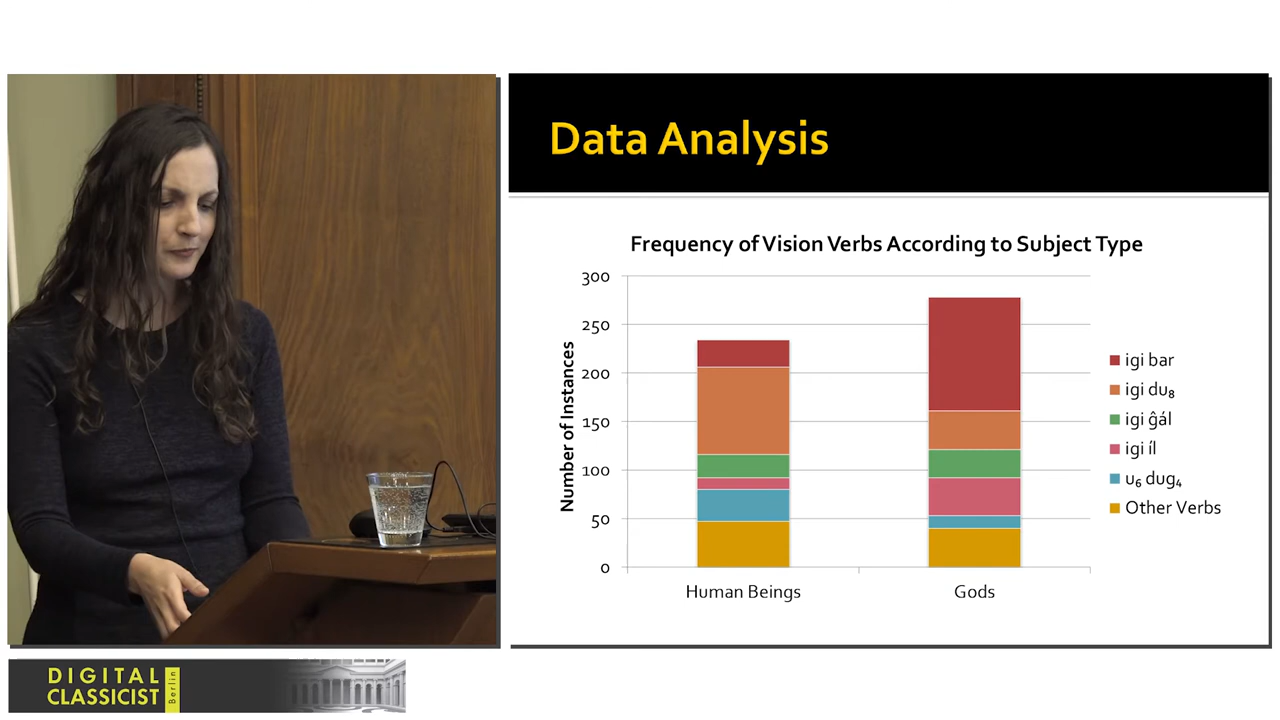 Data Analysis
Frequency of Vision Verbs According to Subject Type
Number of Instances
300
250
200
150
100
50
0
Human Beings
Gods
igi bar
igi du₈
igi ĝál
igi íl
u₆ dug₄
Other Verbs
DIGITAL
CLASSICIST
Berlin